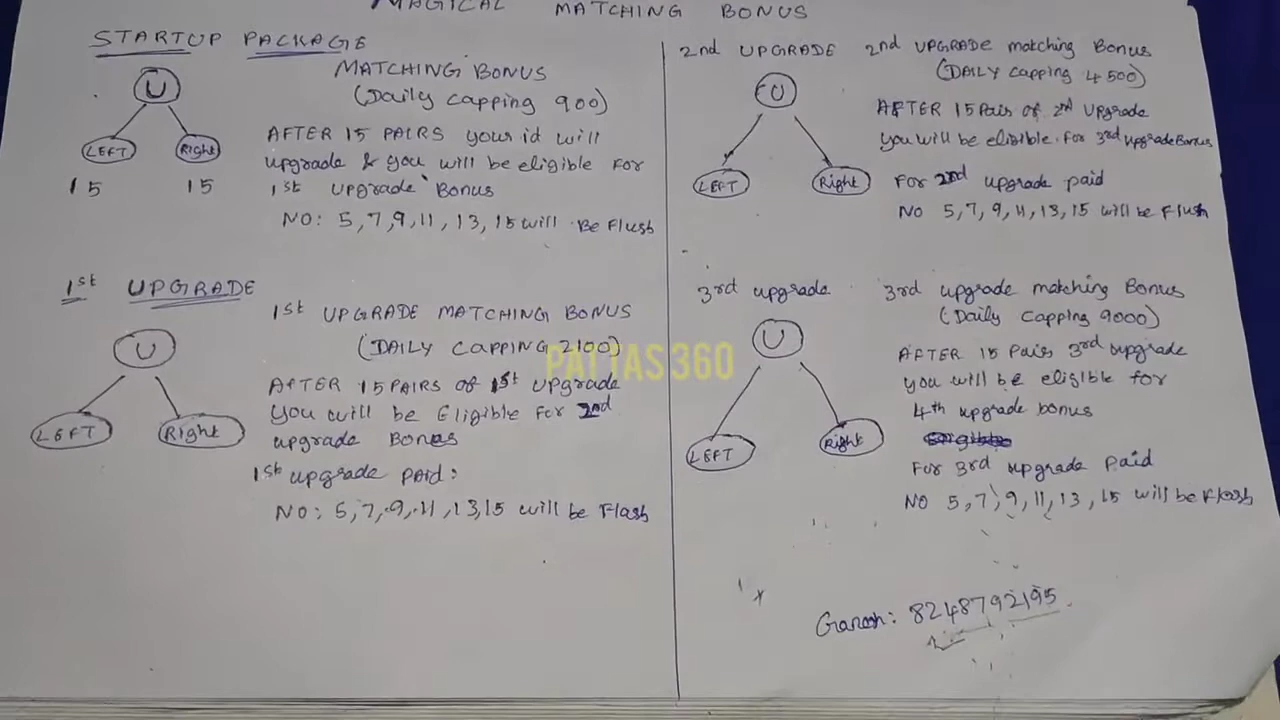 MAGICAL MATCHING BONUS
STARTUP PACKAGE
MATCHING BONUS
(Daily capping 900)
U
LEFT Right
15 15
AFTER 15 PAIRS your id will
upgrade & you will be eligible for
1st upgrade Bonus
NO: 5, 7, 9, 11, 13, 15 will Be Flush
1st UPGRADE
1st UPGRADE MATCHING BONUS
(DAILY capping 2100)
U
LEFT Right
AFTER 15 PAIRS of 1st upgrade
you will be Eligible For 2nd
upgrade Bonus
1st upgrade PAID:
NO: 5, 7, 9, 11, 13, 15 will be Flash
2nd UPGRADE 2nd UPGRADE matching Bonus
(DAILY capping 4500)
U
LEFT Right
AFTER 15 Pair of 2nd Upgrade
you will be eligible. For 3rd upgrade Bonus
For 2nd upgrade paid
NO 5, 7, 9, 11, 13, 15 will be Flush
3rd upgrade 3rd upgrade matching Bonus
(Daily Capping 9000)
U
LEFT Right
AFTER 15 Pairs 3rd upgrade
you will be eligible for
4th upgrade bonus
For 3rd upgrade Paid
NO 5, 7, 9, 11, 13, 15 will be Flash
Ganesh: 8248792195
PATTAS 360